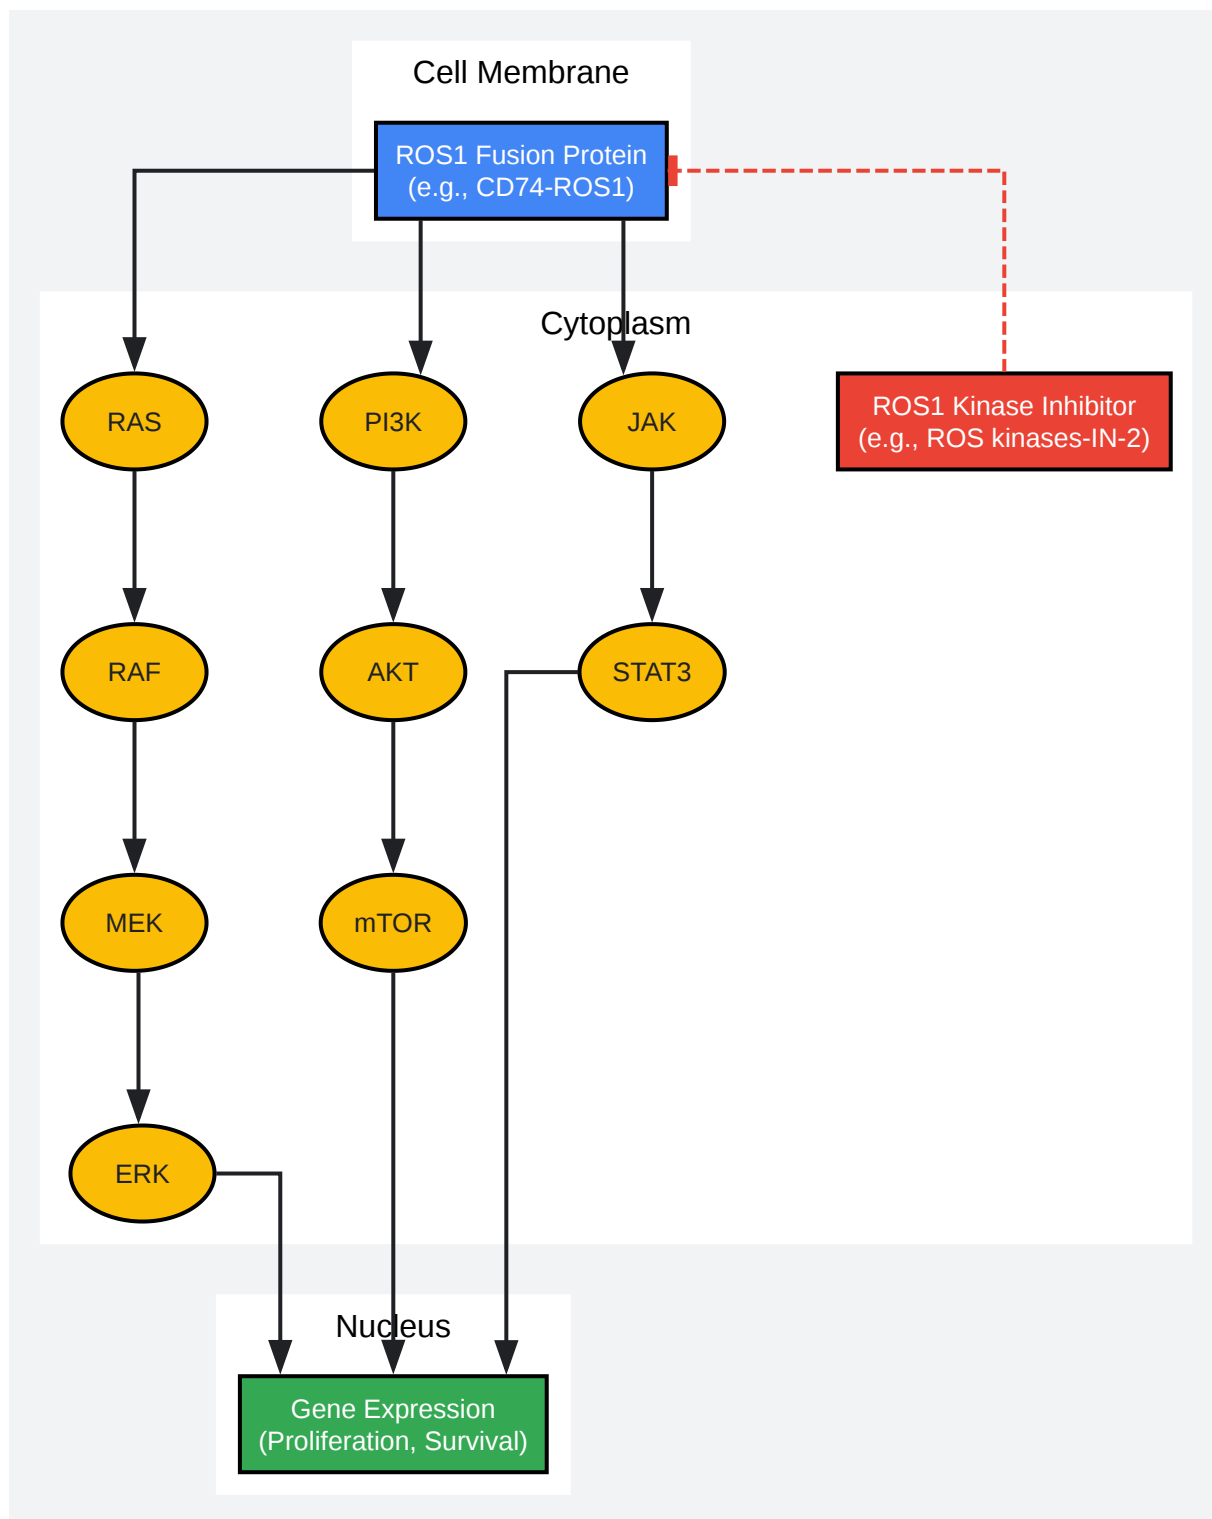 Cell Membrane
ROS1 Fusion Protein
(e.g., CD74-ROS1)
Cytoplasm
RAS
PI3K
JAK
ROS1 Kinase Inhibitor
(e.g., ROS kinases-IN-2)
RAF
AKT
STAT3
MEK
mTOR
ERK
Nucleus
Gene Expression
(Proliferation, Survival)